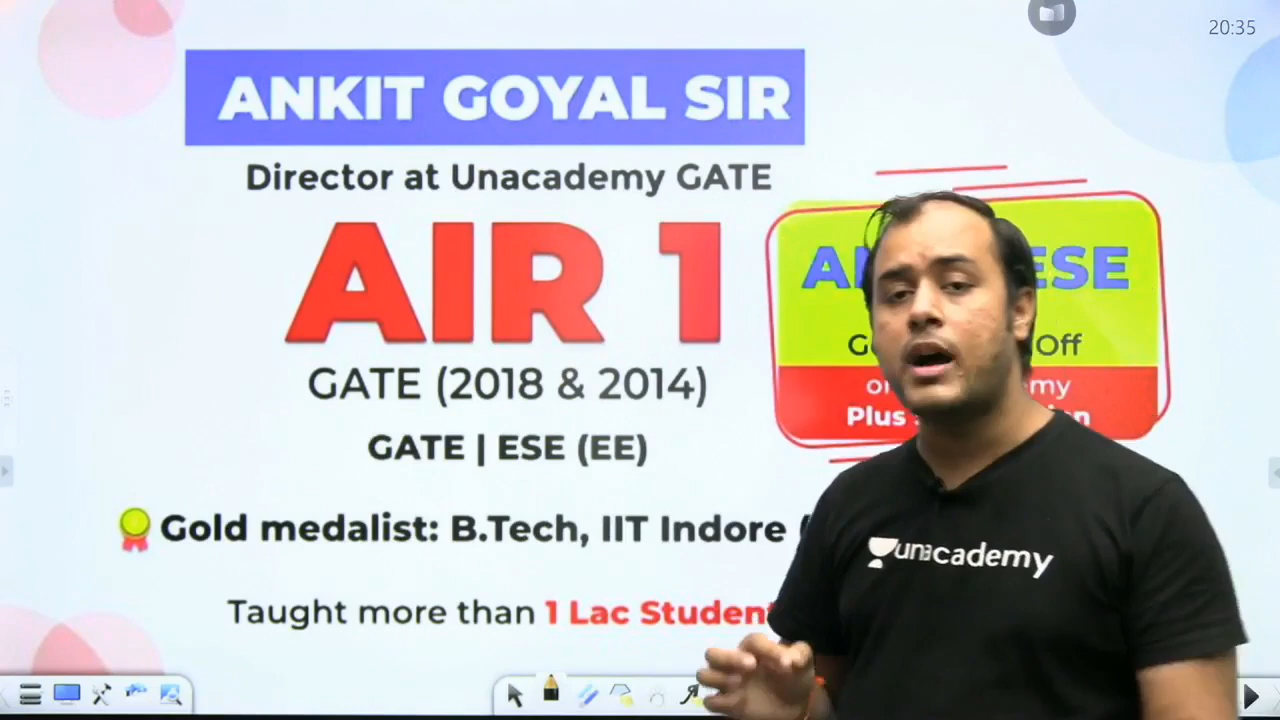 20:35
ANKIT GOYAL SIR
Director at Unacademy GATE
AIR 1
GATE (2018 & 2014)
GATE | ESE (EE)
ESE
Off
Plus
Gold medalist: B.Tech, IIT Indore
Taught more than 1 Lac
unacademy